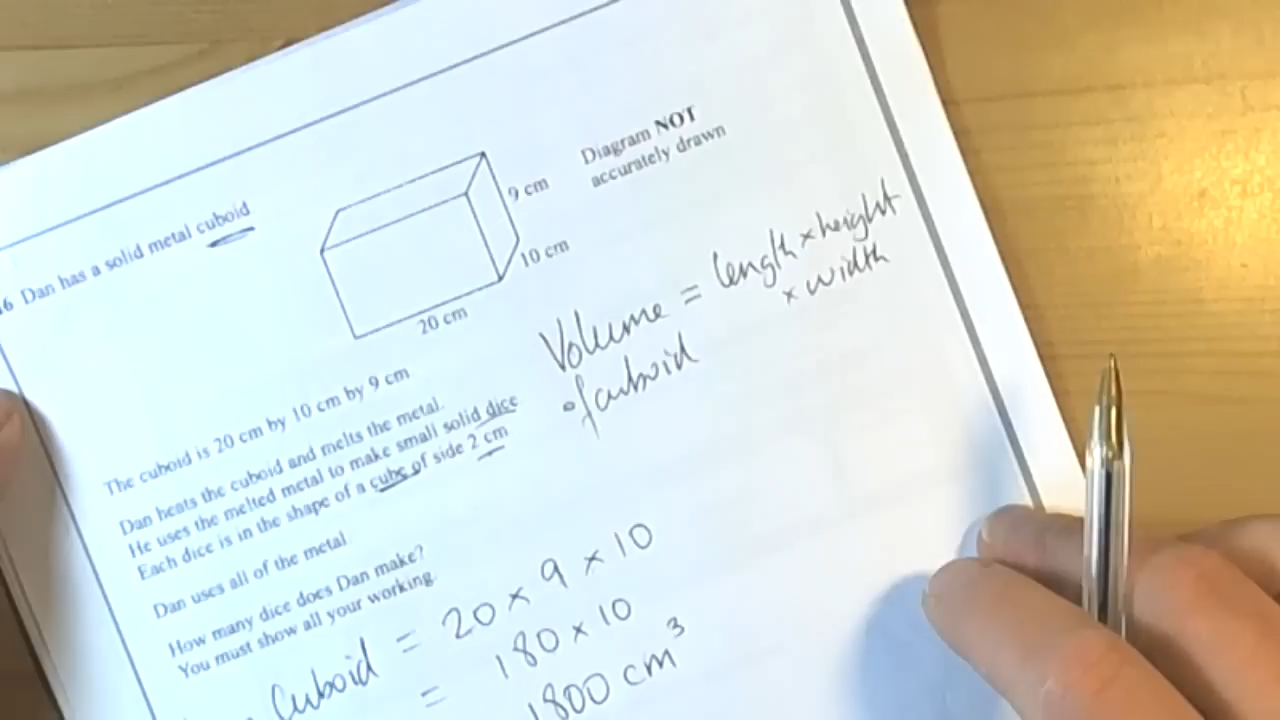 16 Dan has a solid metal cuboid
9 cm
10 cm
20 cm
Diagram NOT
accurately drawn
Volume = length × height
× width
of cuboid
The cuboid is 20 cm by 10 cm by 9 cm
Dan heats the cuboid and melts the metal.
He uses the melted metal to make small solid dice
Each dice is in the shape of a cube of side 2 cm
Dan uses all of the metal
How many dice does Dan make?
You must show all your working.
Cuboid = 20 × 9 × 10
= 180 × 10
1800 cm³